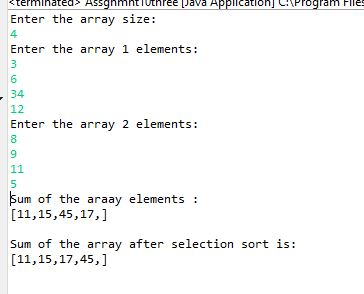 <terminated> Assgnmnt10three [Java Application] C:\Program Files
Enter the array size:
4
Enter the array 1 elements:
3
6
34
12
Enter the array 2 elements:
8
9
11
5
Sum of the araay elements :
[11,15,45,17,]
Sum of the array after selection sort is:
[11,15,17,45,]